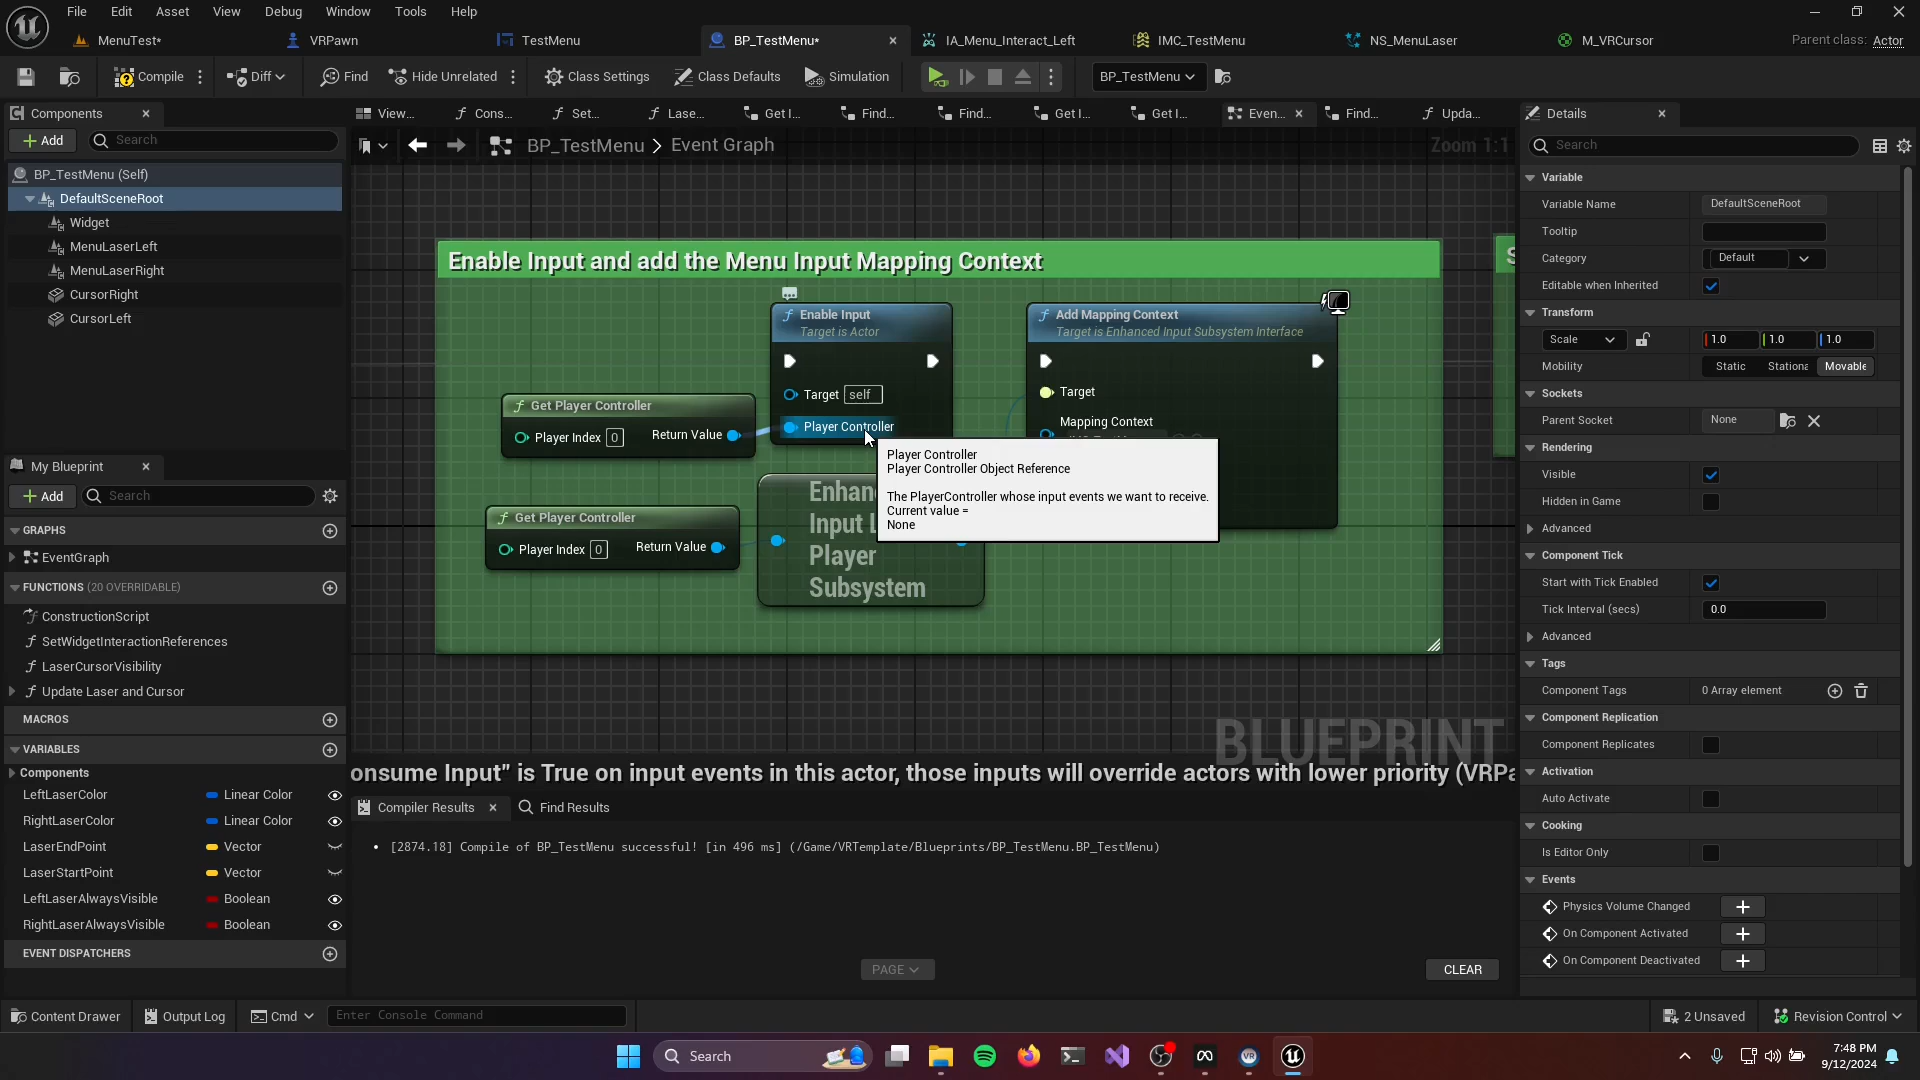 File Edit Asset View Debug Window Tools Help
MenuTest* VRPawn TestMenu BP_TestMenu* IA_Menu_Interact_Left IMC_TestMenu NS_MenuLaser M_VRCursor Parent class: Actor
Compile Diff Find Hide Unrelated Class Settings Class Defaults Simulation BP_TestMenu
Components View... Cons... Set... Lase... Get I... Find... Find... Get I... Get I... Even... Find... Upda... Details
Add Search
BP_TestMenu > Event Graph Zoom 1:1 Search
BP_TestMenu (Self)
DefaultSceneRoot
Widget
MenuLaserLeft
MenuLaserRight
CursorRight
CursorLeft
My Blueprint
Add Search
GRAPHS
EventGraph
FUNCTIONS (20 OVERRIDABLE)
ConstructionScript
SetWidgetInteractionReferences
LaserCursorVisibility
Update Laser and Cursor
MACROS
VARIABLES
Components
LeftLaserColor Linear Color
RightLaserColor Linear Color
LaserEndPoint Vector
LaserStartPoint Vector
LeftLaserAlwaysVisible Boolean
RightLaserAlwaysVisible Boolean
EVENT DISPATCHERS
Enable Input and add the Menu Input Mapping Context
Enable Input
Target is Actor
Target self
Player Controller
Add Mapping Context
Target is Enhanced Input Subsystem Interface
Target
Mapping Context
Get Player Controller
Player Index 0 Return Value
Get Player Controller
Player Index 0 Return Value
Player Controller
Player Controller Object Reference
The PlayerController whose input events we want to receive.
Current value =
None
Input
Player
Subsystem
BLUEPRINT
onsume Input" is True on input events in this actor, those inputs will override actors with lower priority (VRPa
Compiler Results Find Results
• [2874.18] Compile of BP_TestMenu successful! [in 496 ms] (/Game/VRTemplate/Blueprints/BP_TestMenu.BP_TestMenu)
PAGE CLEAR
Variable
Variable Name DefaultSceneRoot
Tooltip
Category Default
Editable when Inherited
Transform
Scale 1.0 1.0 1.0
Mobility Static Stationa Movable
Sockets
Parent Socket None
Rendering
Visible
Hidden in Game
Advanced
Component Tick
Start with Tick Enabled
Tick Interval (secs) 0.0
Advanced
Tags
Component Tags 0 Array element
Component Replication
Component Replicates
Activation
Auto Activate
Cooking
Is Editor Only
Events
Physics Volume Changed
On Component Activated
On Component Deactivated
Content Drawer Output Log Cmd Enter Console Command 2 Unsaved Revision Control
Search 7:48 PM
9/12/2024